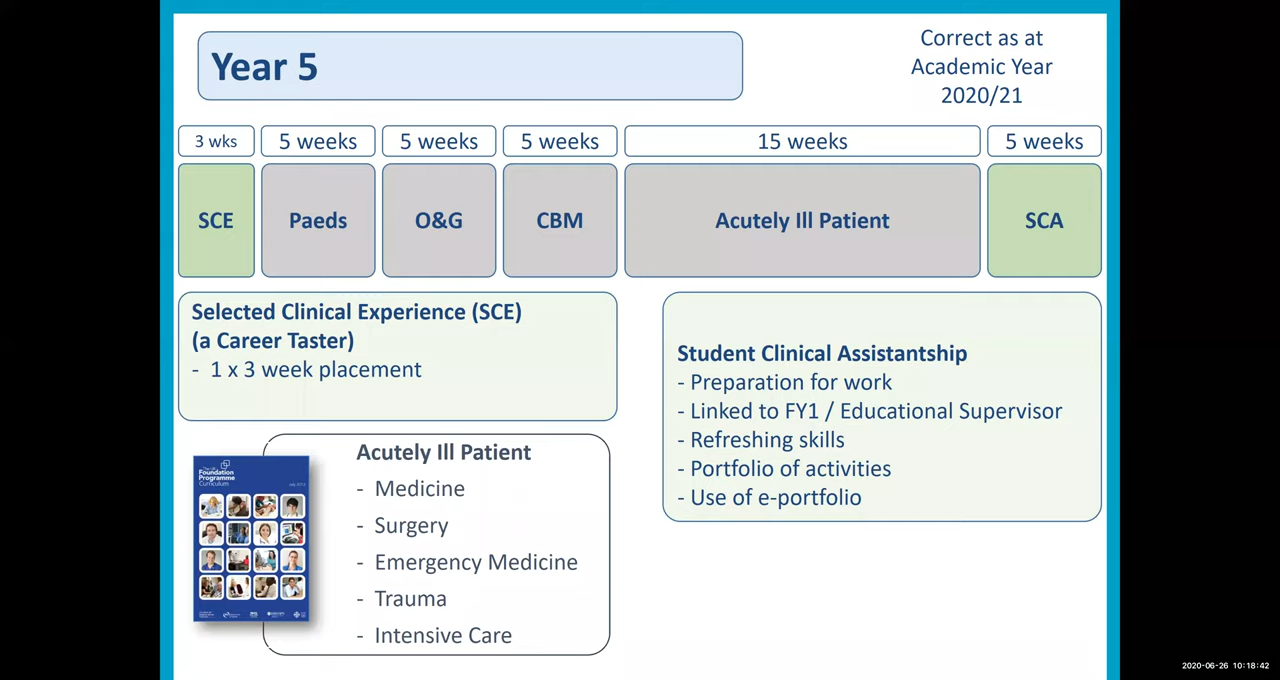 Year 5
Correct as at
Academic Year
2020/21
3 wks
5 weeks
5 weeks
5 weeks
15 weeks
5 weeks
SCE
Paeds
O&G
CBM
Acutely Ill Patient
SCA
Selected Clinical Experience (SCE)
(a Career Taster)
- 1 x 3 week placement
Student Clinical Assistantship
- Preparation for work
- Linked to FY1 / Educational Supervisor
- Refreshing skills
- Portfolio of activities
- Use of e-portfolio
Acutely Ill Patient
- Medicine
- Surgery
- Emergency Medicine
- Trauma
- Intensive Care
Foundation
Programme
Curriculum
2020-06-26 10:18:42